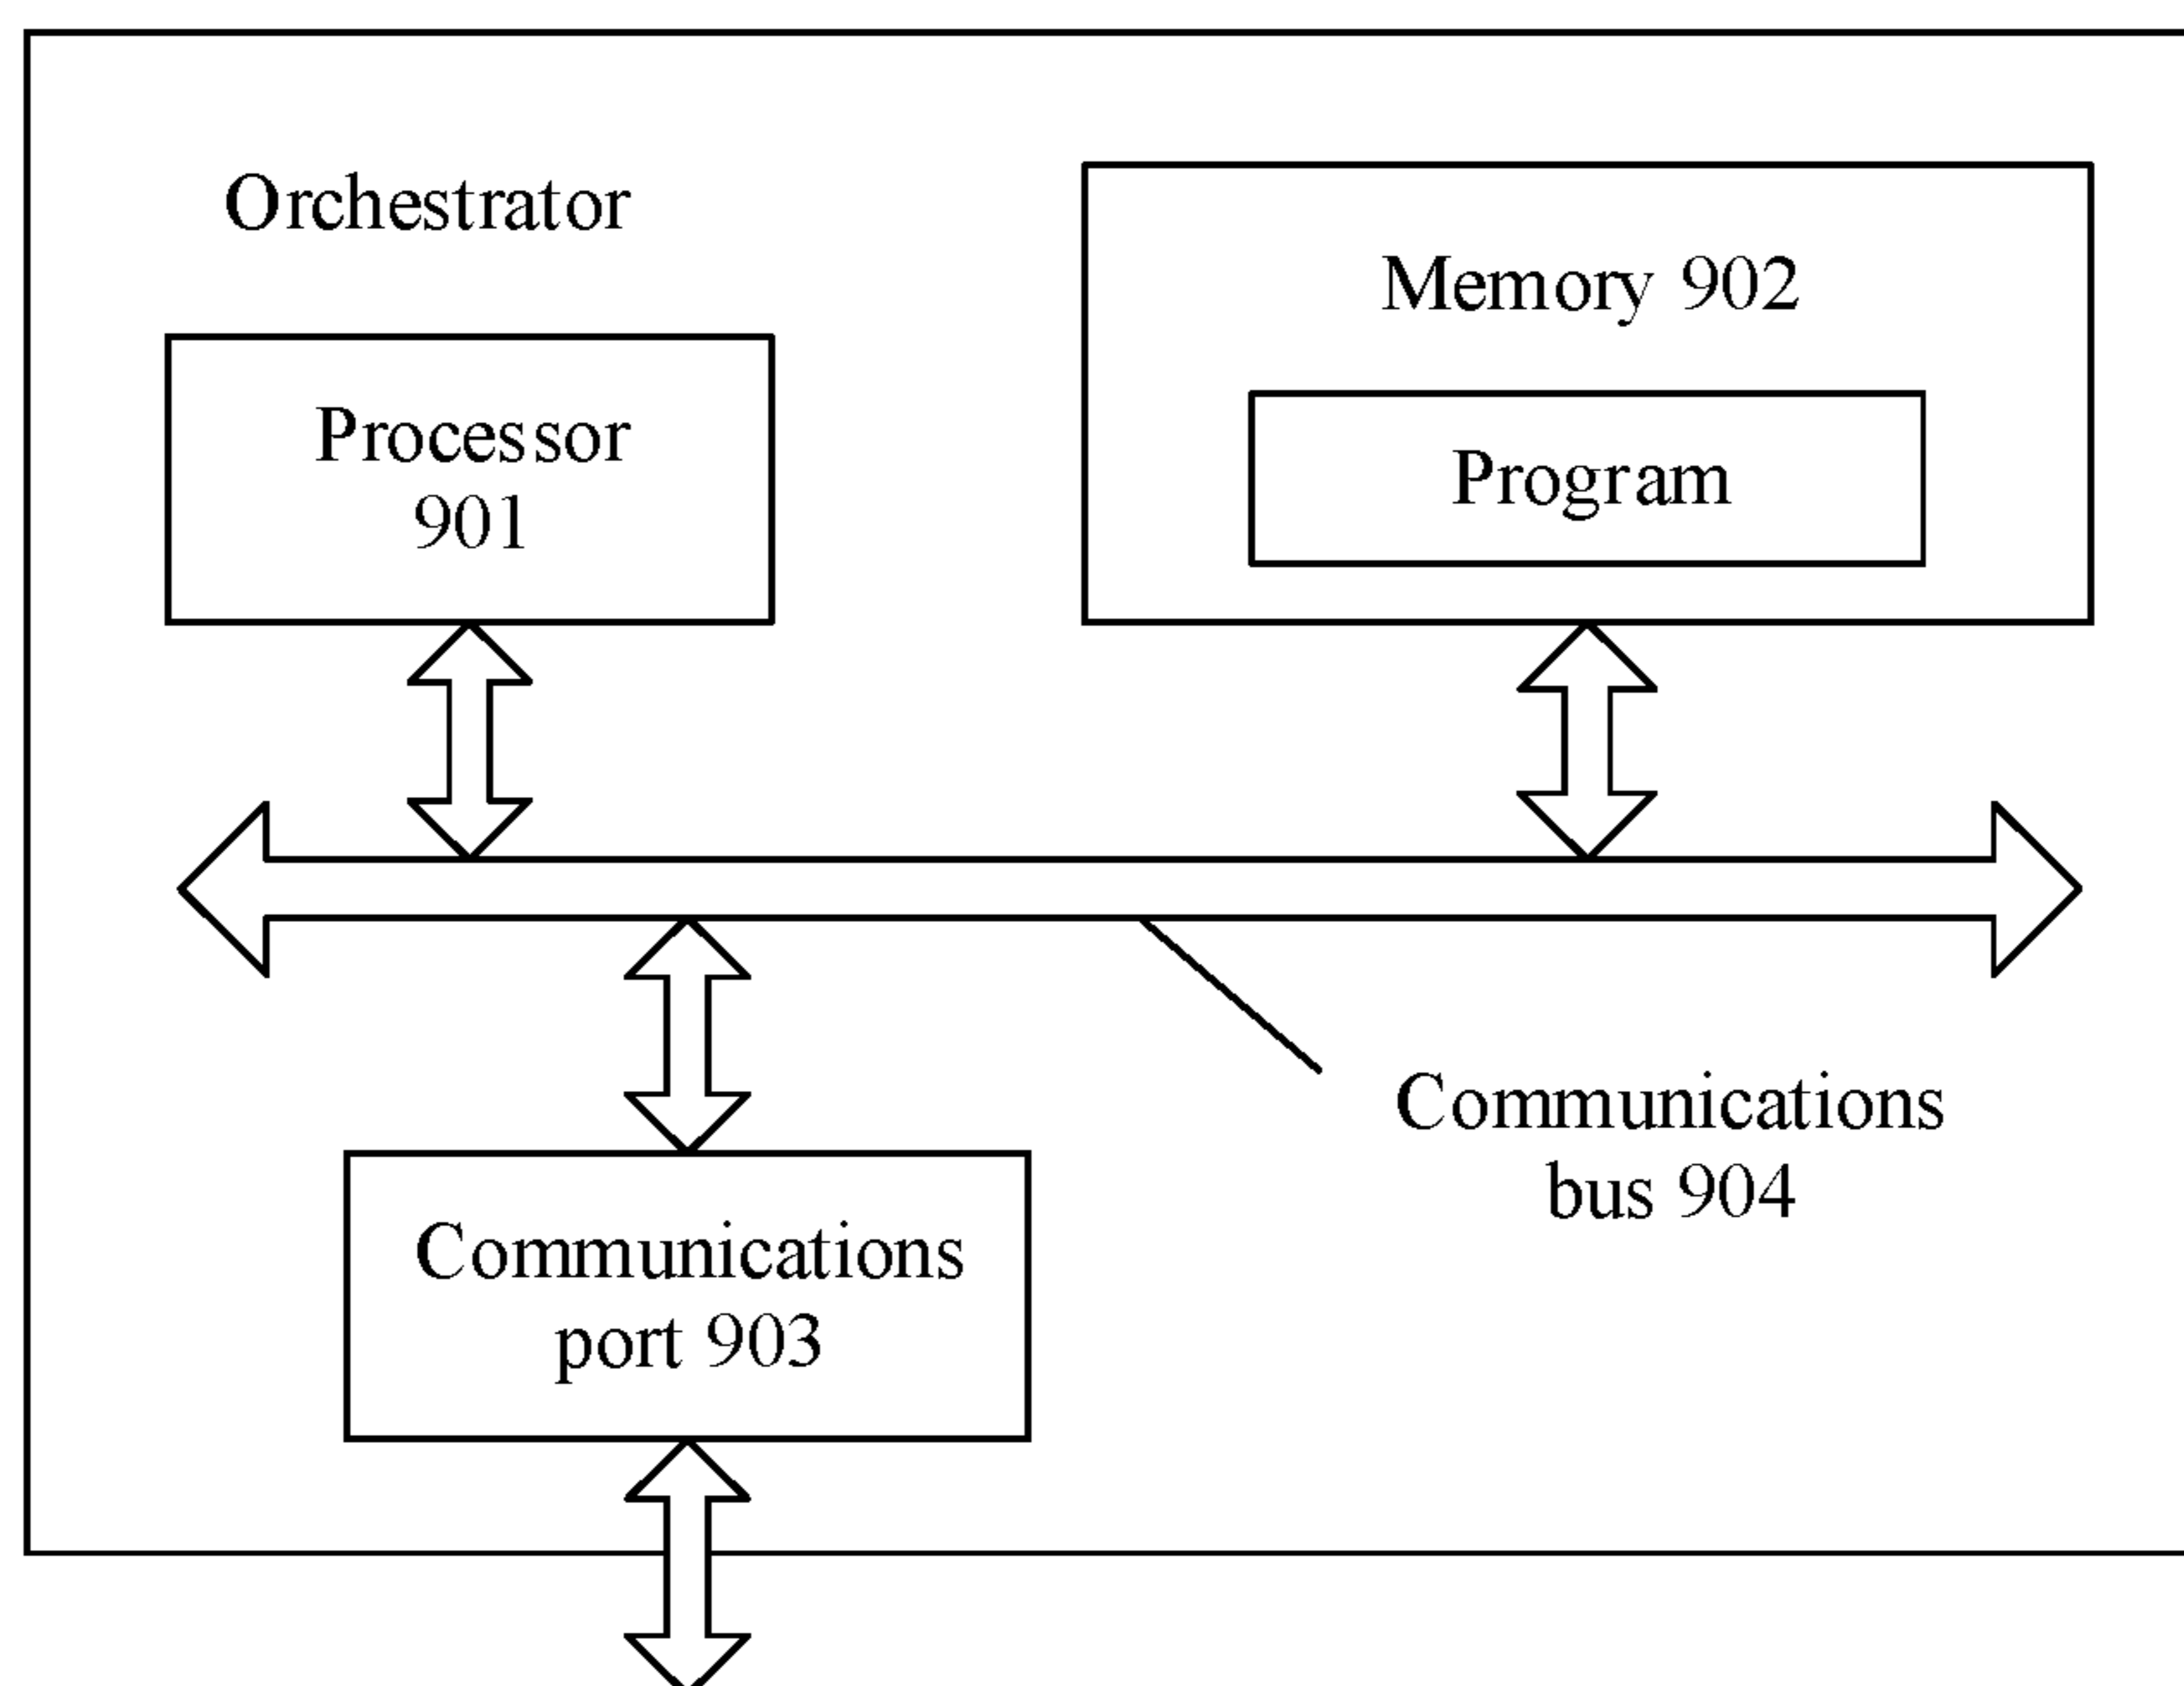 Orchestrator
Memory 902
Processor
901
Program
Communications
bus 904
Communications
port 903